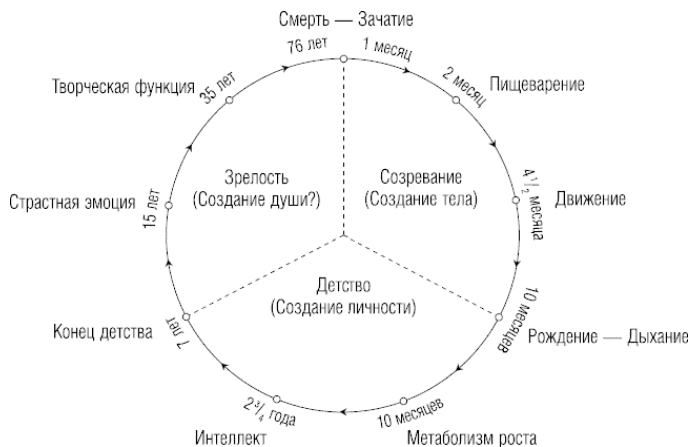 Смерть — Зачатие
76 лет
1 месяц
Творческая функция
35 лет
2 месяц
Пищеварение
Зрелость
(Создание души?)
Созревание
(Создание тела)
Страстная эмоция
15 лет
4 1/2 месяца
Движение
Детство
(Создание личности)
Конец детства
7 лет
10 месяцев
Рождение — Дыхание
2 3/4 года
10 месяцев
Интеллект
Метаболизм роста